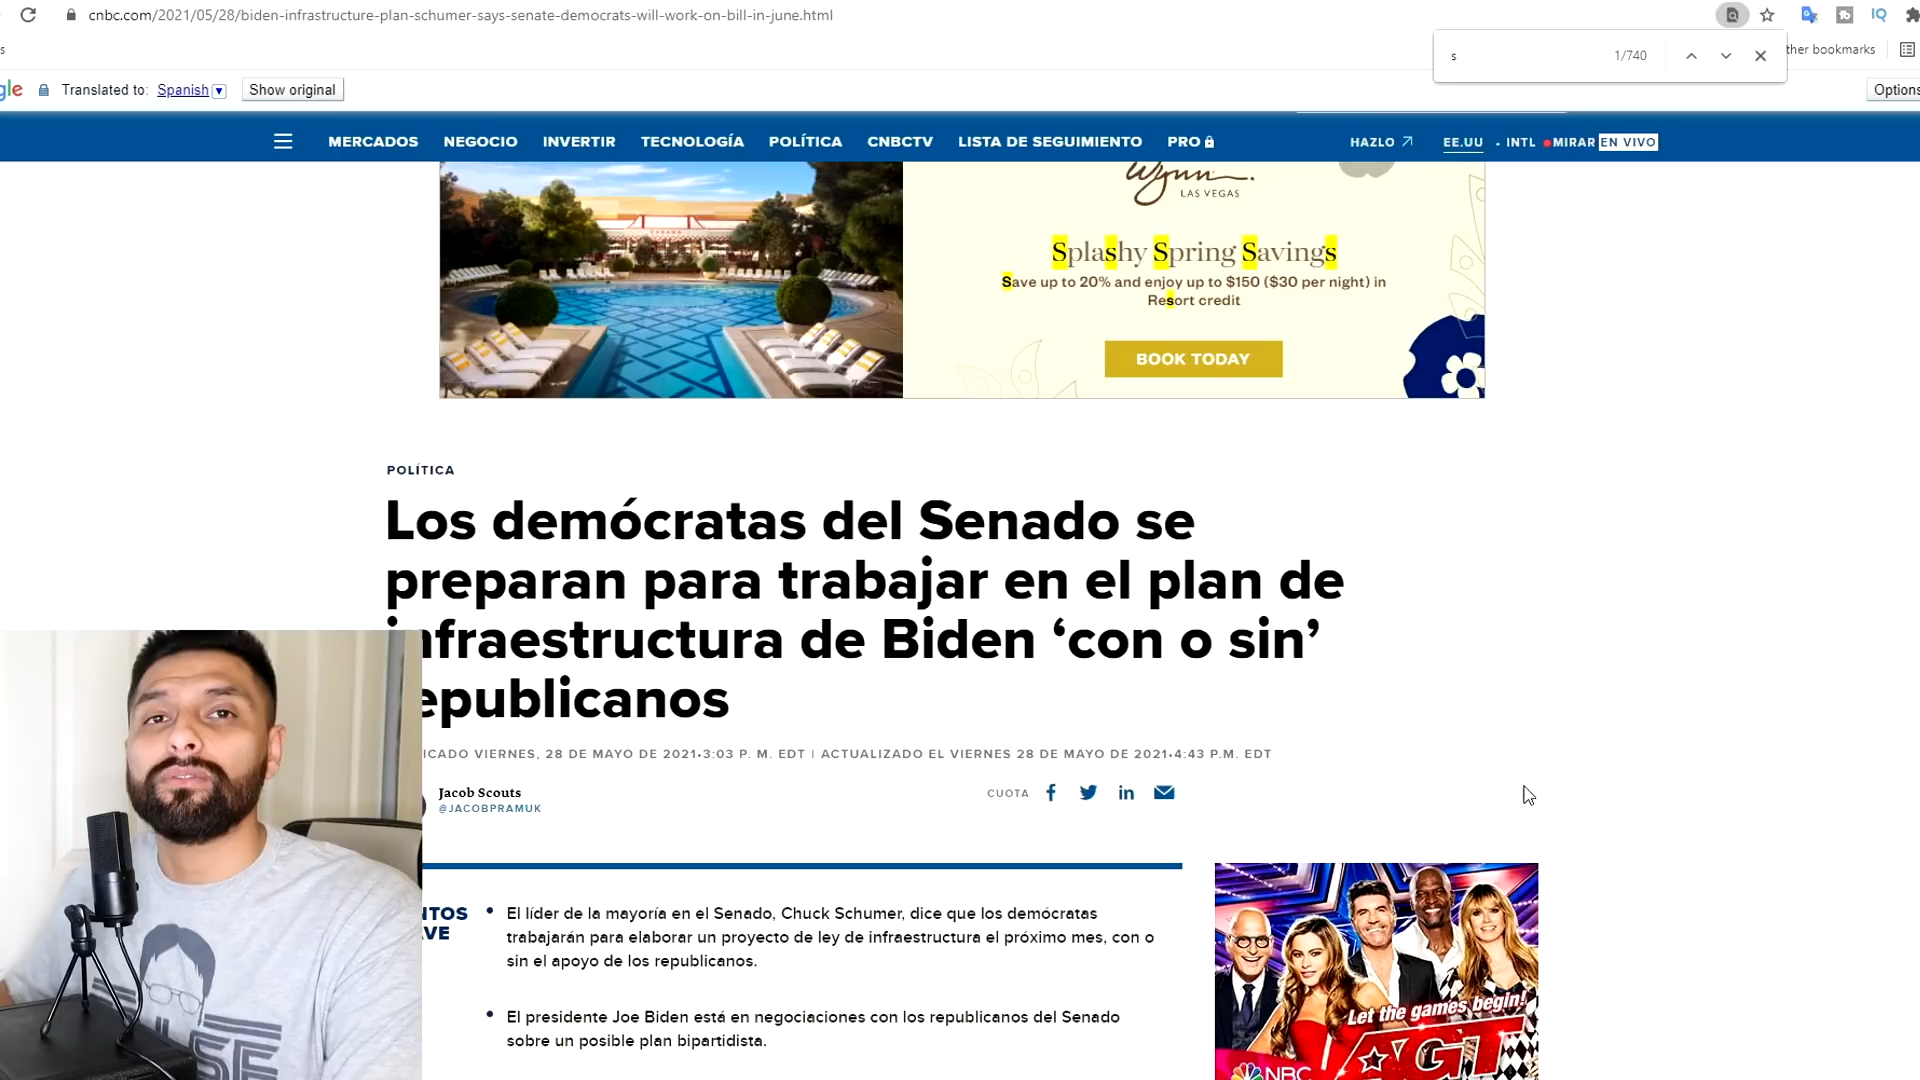 cnbc.com/2021/05/28/biden-infrastructure-plan-schumer-says-senate-democrats-will-work-on-bill-in-june.html
s 1/740
s ther bookmarks
gle Translated to: Spanish Show original Options
MERCADOS NEGOCIO INVERTIR TECNOLOGÍA POLÍTICA CNBCTV LISTA DE SEGUIMIENTO PRO HAZLO EE.UU INTL MIRAR EN VIVO
Wynn
LAS VEGAS
Splashy Spring Savings
Save up to 20% and enjoy up to $150 ($30 per night) in
Resort credit
BOOK TODAY
POLÍTICA
Los demócratas del Senado se
preparan para trabajar en el plan de
infraestructura de Biden ‘con o sin’
epublicanos
ICADO VIERNES, 28 DE MAYO DE 2021•3:03 P. M. EDT | ACTUALIZADO EL VIERNES 28 DE MAYO DE 2021•4:43 P.M. EDT
Jacob Scouts
@JACOBPRAMUK
CUOTA
NTOS
VE
• El líder de la mayoría en el Senado, Chuck Schumer, dice que los demócratas
trabajarán para elaborar un proyecto de ley de infraestructura el próximo mes, con o
sin el apoyo de los republicanos.
• El presidente Joe Biden está en negociaciones con los republicanos del Senado
sobre un posible plan bipartidista.
Let the games begin!
AGT
NBC